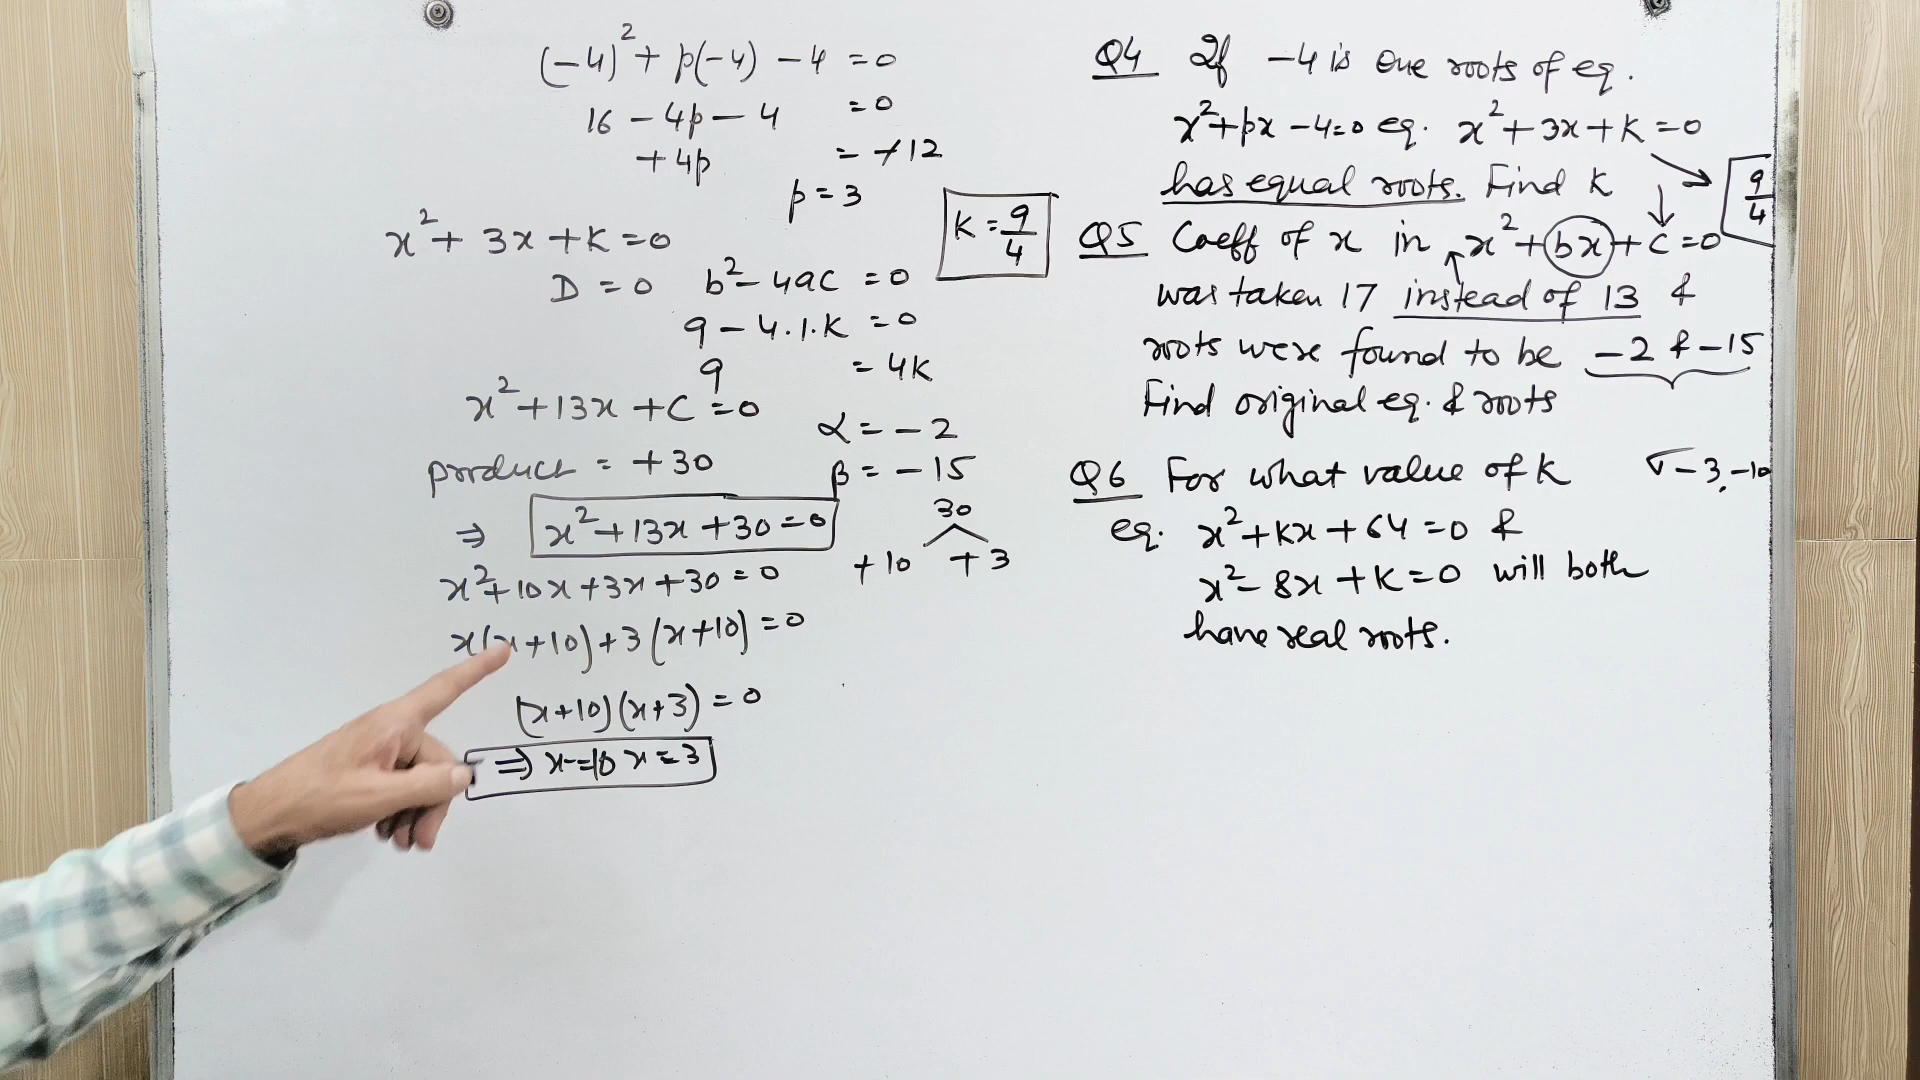 (-4)² + p(-4) - 4 = 0
16 - 4p - 4 = 0
+4p = +12
p = 3
x² + 3x + K = 0
D = 0 b² - 4ac = 0
9 - 4.1.K = 0
9 = 4K
K = 9/4
x² + 13x + C = 0
α = -2
product = +30
β = -15
⇒ x² + 13x + 30 = 0
30
+10 +3
x² + 10x + 3x + 30 = 0
x(x+10) + 3(x+10) = 0
(x+10)(x+3) = 0
⇒ x=-10 x=3
Q4 If -4 is one roots of eq.
x²+px-4=0 eq. x²+3x+K=0
has equal roots. Find K
9/4
Q5 Coeff of x in x²+bx+c=0
was taken 17 instead of 13 &
roots were found to be -2 & -15
Find original eq. & roots
-3, -10
Q6 For what value of K
eq. x²+Kx+64=0 &
x²-8x+K=0 will both
have real roots.